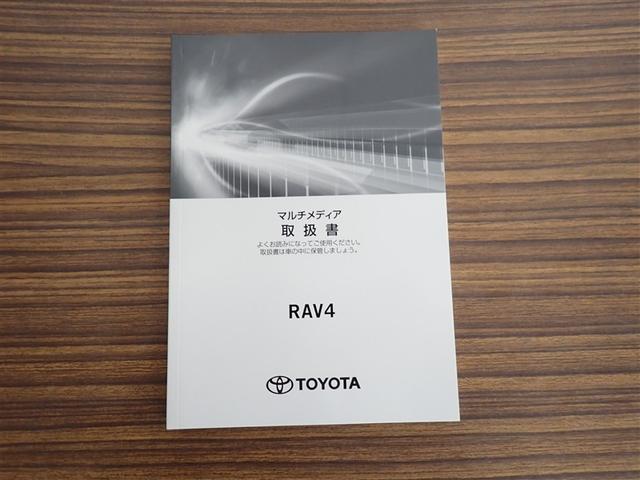 マルチメディア
取扱書
よくお読みになってご使用ください。
取扱書は車の中に保管しましょう。
RAV4
TOYOTA